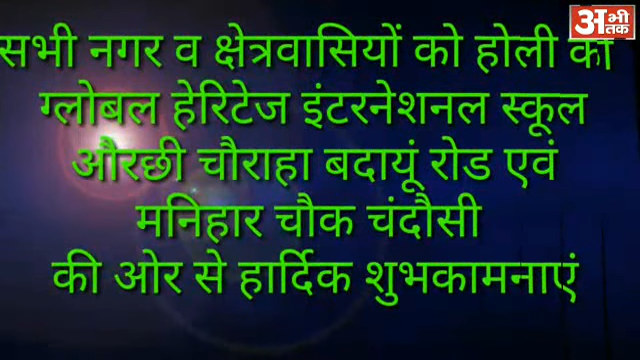 अभी
तक
सभी नगर व क्षेत्रवासियों को होली की
ग्लोबल हेरिटेज इंटरनेशनल स्कूल
औरछी चौराहा बदायूं रोड एवं
मनिहार चौक चंदौसी
की ओर से हार्दिक शुभकामनाएं